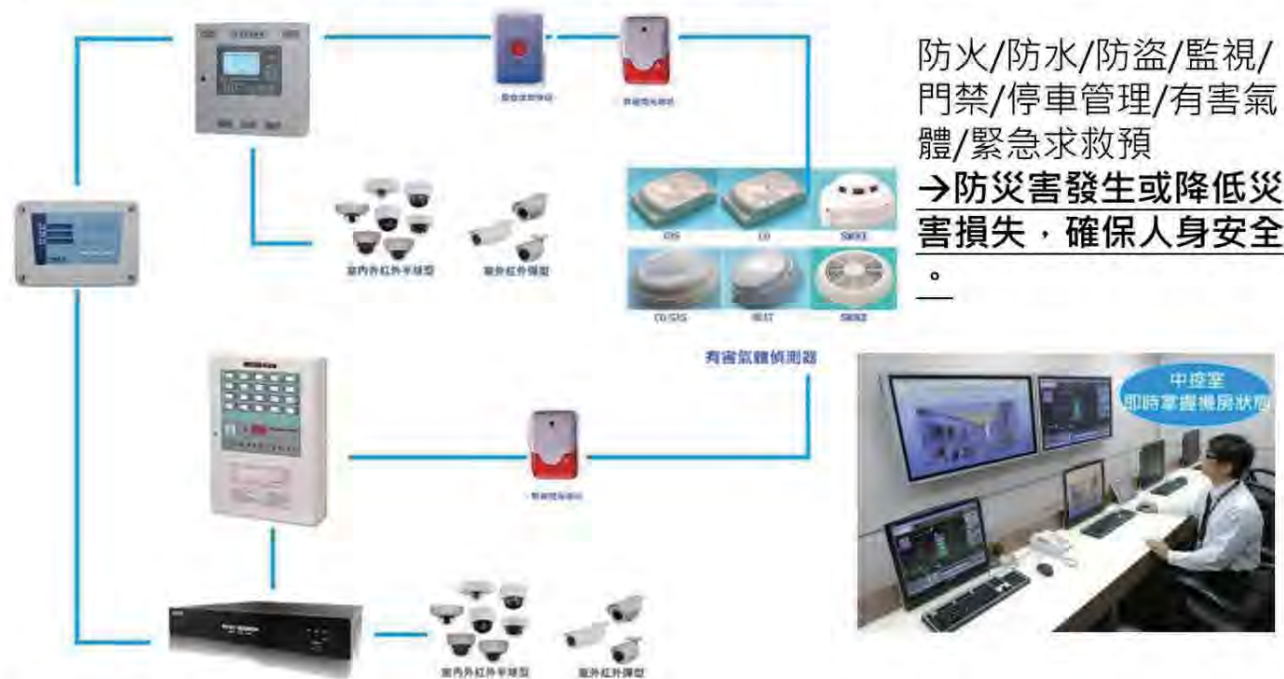 防火/防水/防盜/監視/
門禁/停車管理/有害氣
體/緊急求救預
→防災害發生或降低災
害損失，確保人身安全
。
室內外紅外半球型
室外紅外彈型
GAS
CO
SMOKE
CO/GAS
HEAT
SMOKE
有害氣體偵測器
中控室
即時掌握機房狀態
室內外紅外半球型
室外紅外彈型